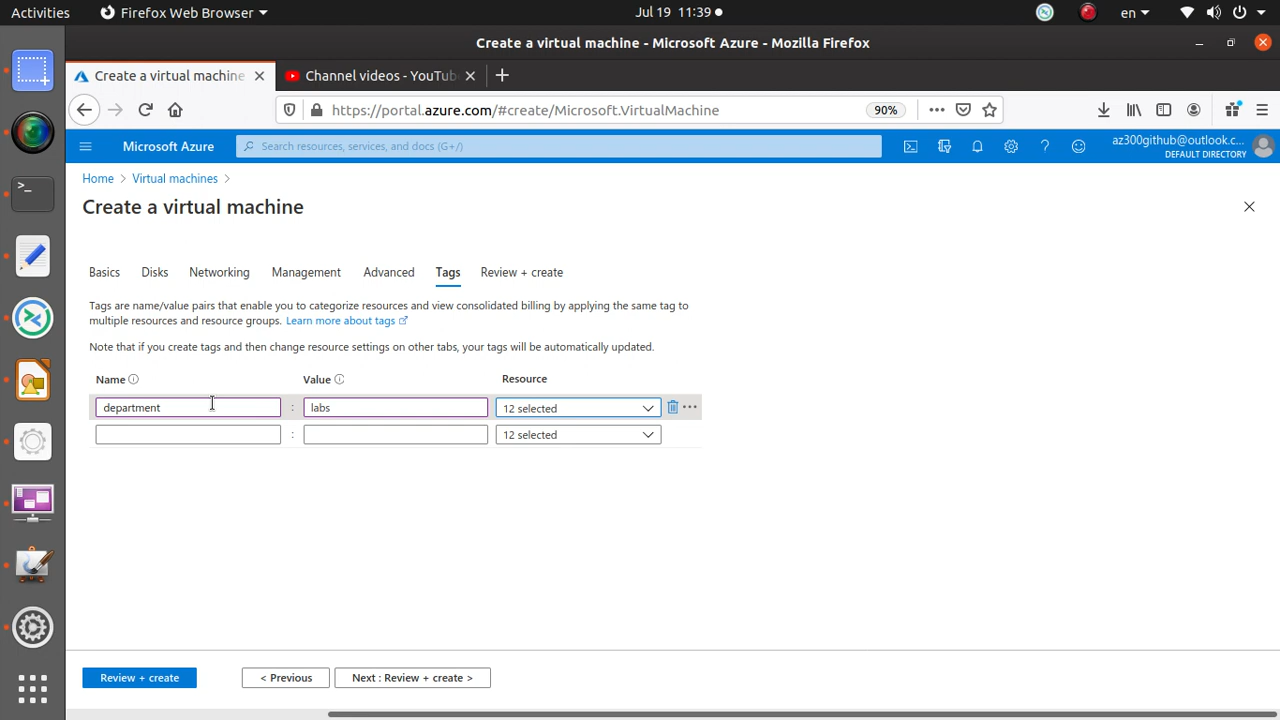 Activities Firefox Web Browser Jul 19 11:39 en
Create a virtual machine - Microsoft Azure - Mozilla Firefox
Create a virtual machine Channel videos - YouTub
https://portal.azure.com/#create/Microsoft.VirtualMachine 90%
Microsoft Azure Search resources, services, and docs (G+/) az300github@outlook.c...
DEFAULT DIRECTORY
Home > Virtual machines >
Create a virtual machine
Basics Disks Networking Management Advanced Tags Review + create
Tags are name/value pairs that enable you to categorize resources and view consolidated billing by applying the same tag to
multiple resources and resource groups. Learn more about tags
Note that if you create tags and then change resource settings on other tabs, your tags will be automatically updated.
Name Value Resource
department : labs 12 selected
: 12 selected
Review + create < Previous Next : Review + create >